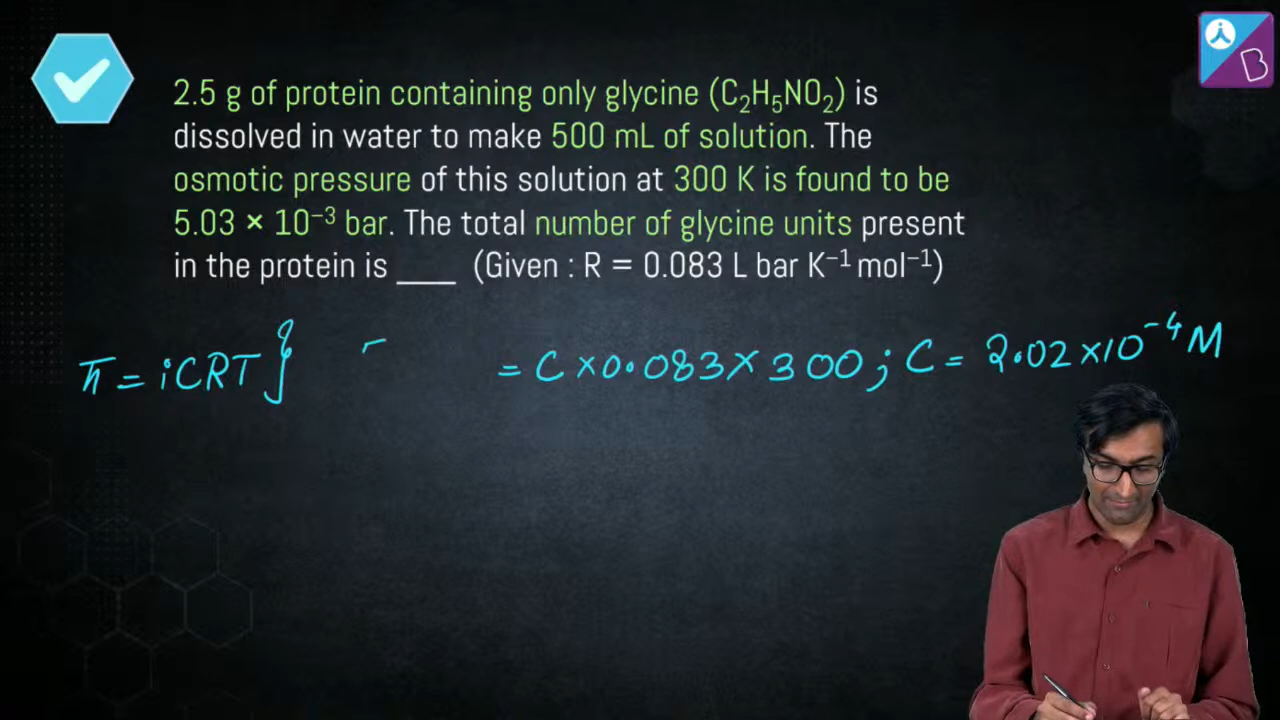 2.5 g of protein containing only glycine (C₂H₅NO₂) is
dissolved in water to make 500 mL of solution. The
osmotic pressure of this solution at 300 K is found to be
5.03 × 10⁻³ bar. The total number of glycine units present
in the protein is ____ (Given : R = 0.083 L bar K⁻¹ mol⁻¹)
π = iCRT} = C × 0.083 × 300; C = 2.02 × 10⁻⁴ M
B